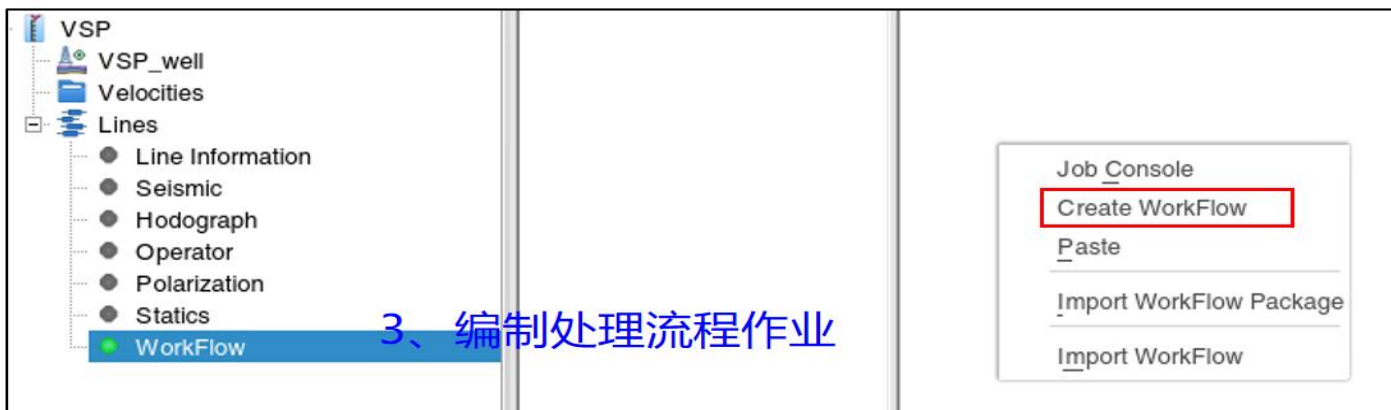 VSP
VSP_well
Velocities
Lines
Line Information
Seismic
Hodograph
Operator
Polarization
Statics
WorkFlow
3、编制处理流程作业
Job Console
Create WorkFlow
Paste
Import WorkFlow Package
Import WorkFlow